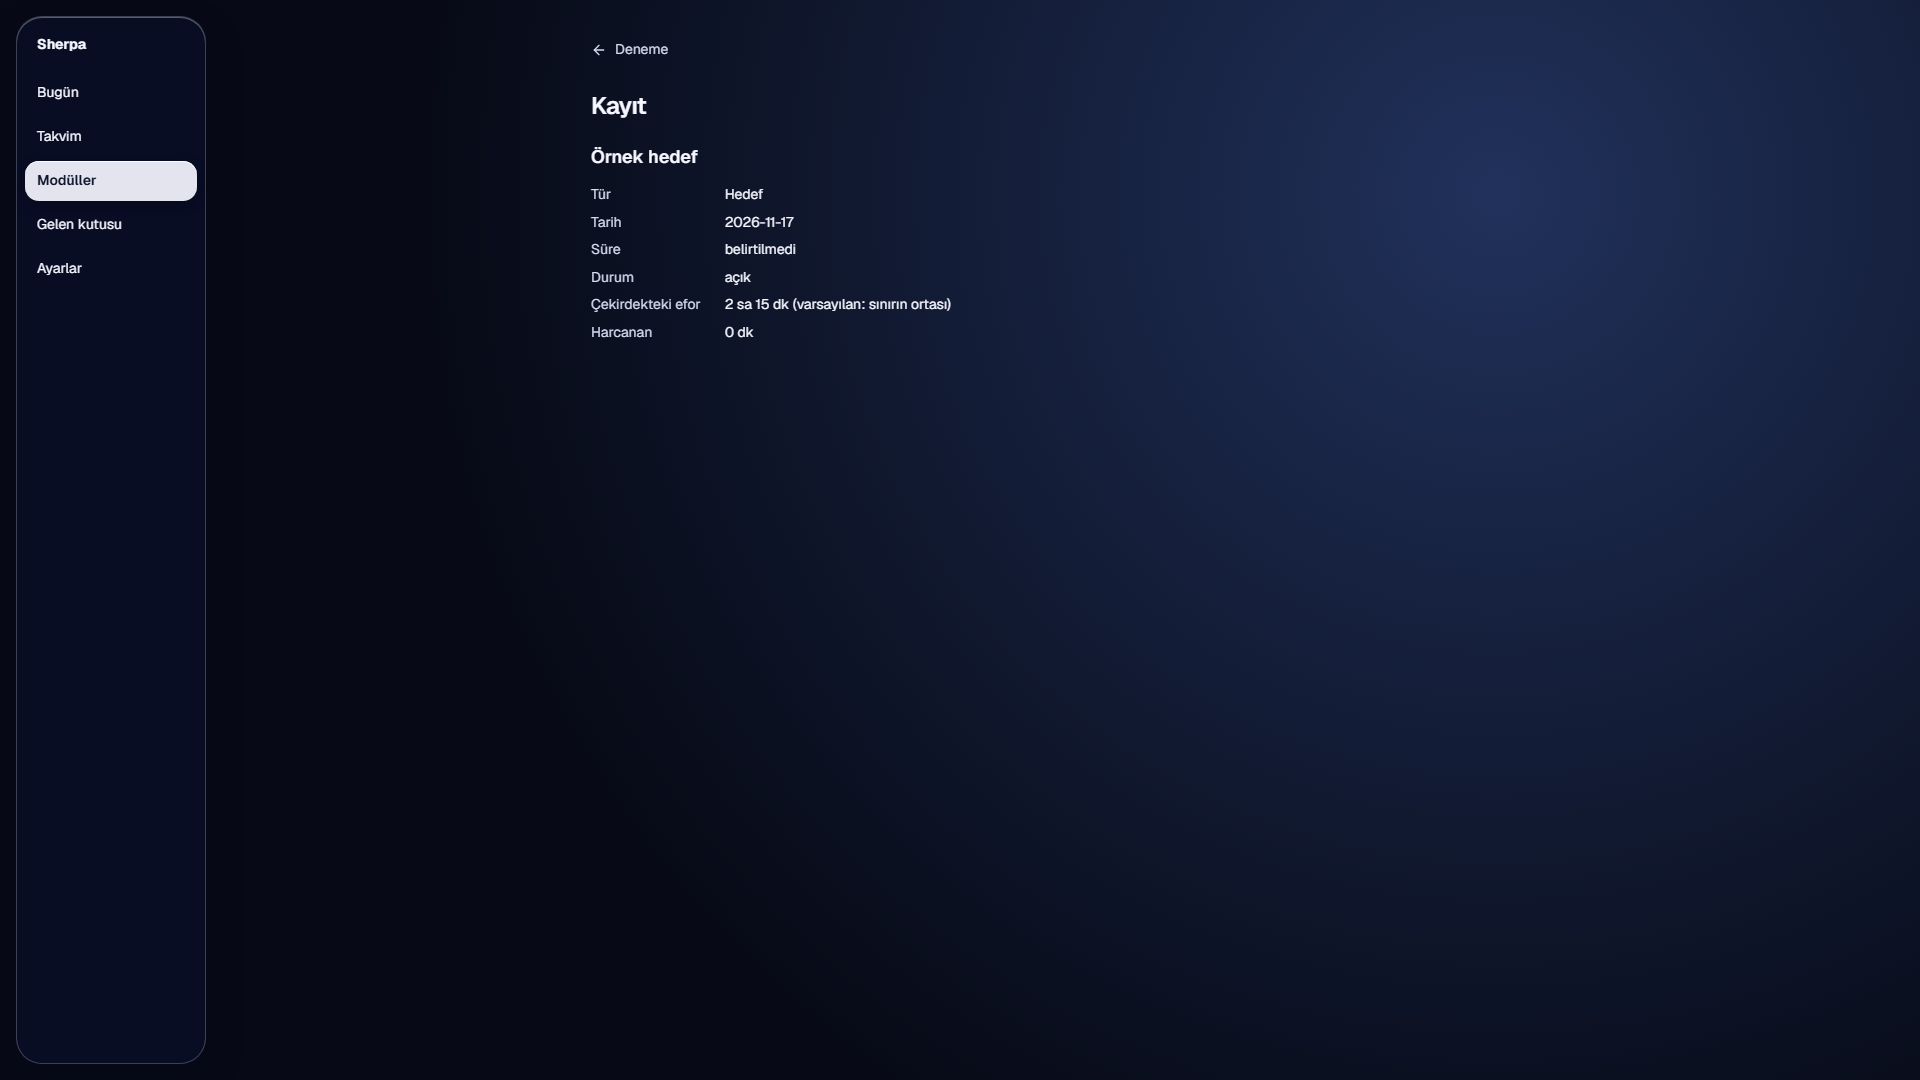 Sherpa
Bugün
Takvim
Modüller
Gelen kutusu
Ayarlar
← Deneme
Kayıt
Örnek hedef
Tür Hedef
Tarih 2026-11-17
Süre belirtilmedi
Durum açık
Çekirdekteki efor 2 sa 15 dk (varsayılan: sınırın ortası)
Harcanan 0 dk